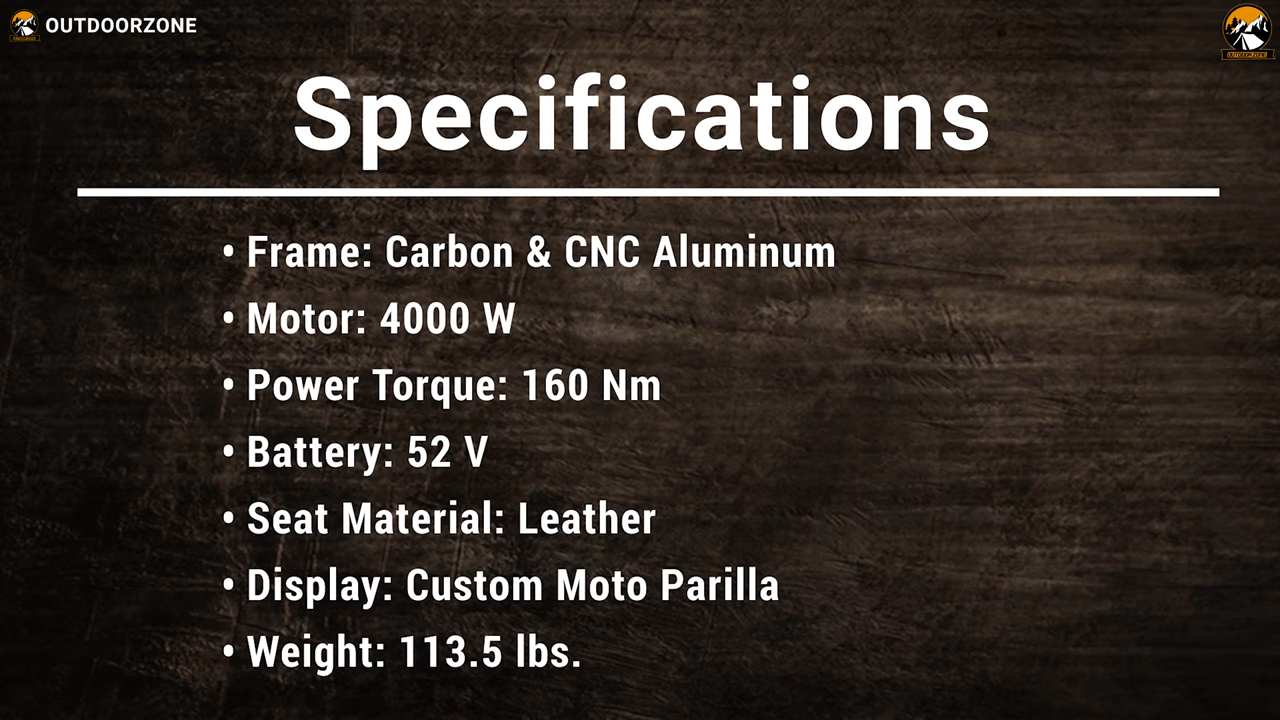 OUTDOORZONE
OUTDOORZONE
Specifications
• Frame: Carbon & CNC Aluminum
• Motor: 4000 W
• Power Torque: 160 Nm
• Battery: 52 V
• Seat Material: Leather
• Display: Custom Moto Parilla
• Weight: 113.5 lbs.